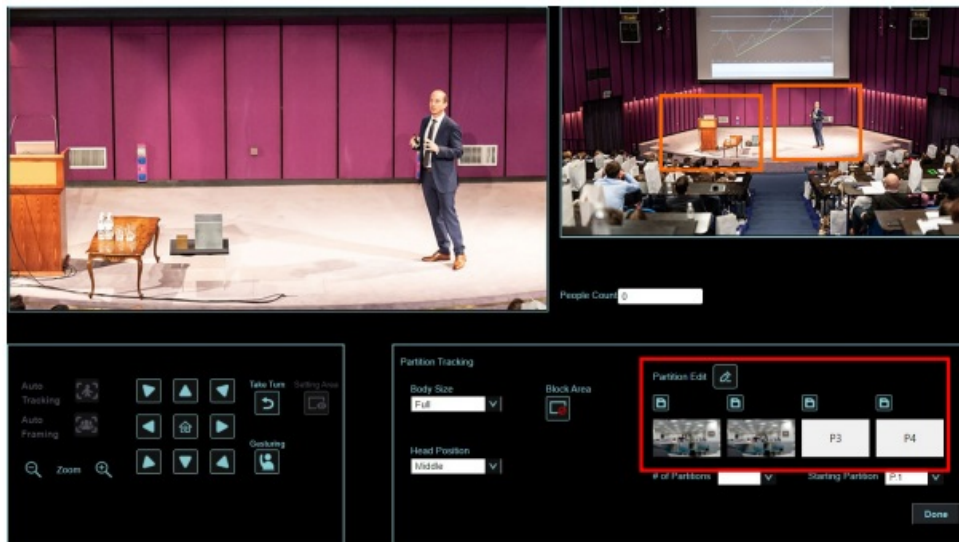 People Count 0
Auto
Tracking
Auto
Framing
Zoom
Take Turn
Setting Area
Gesturing
Partition Tracking
Body Size
Full
Head Position
Middle
Block Area
Partition Edit
P3
P4
# of Partitions
Starting Partition P.1
Done